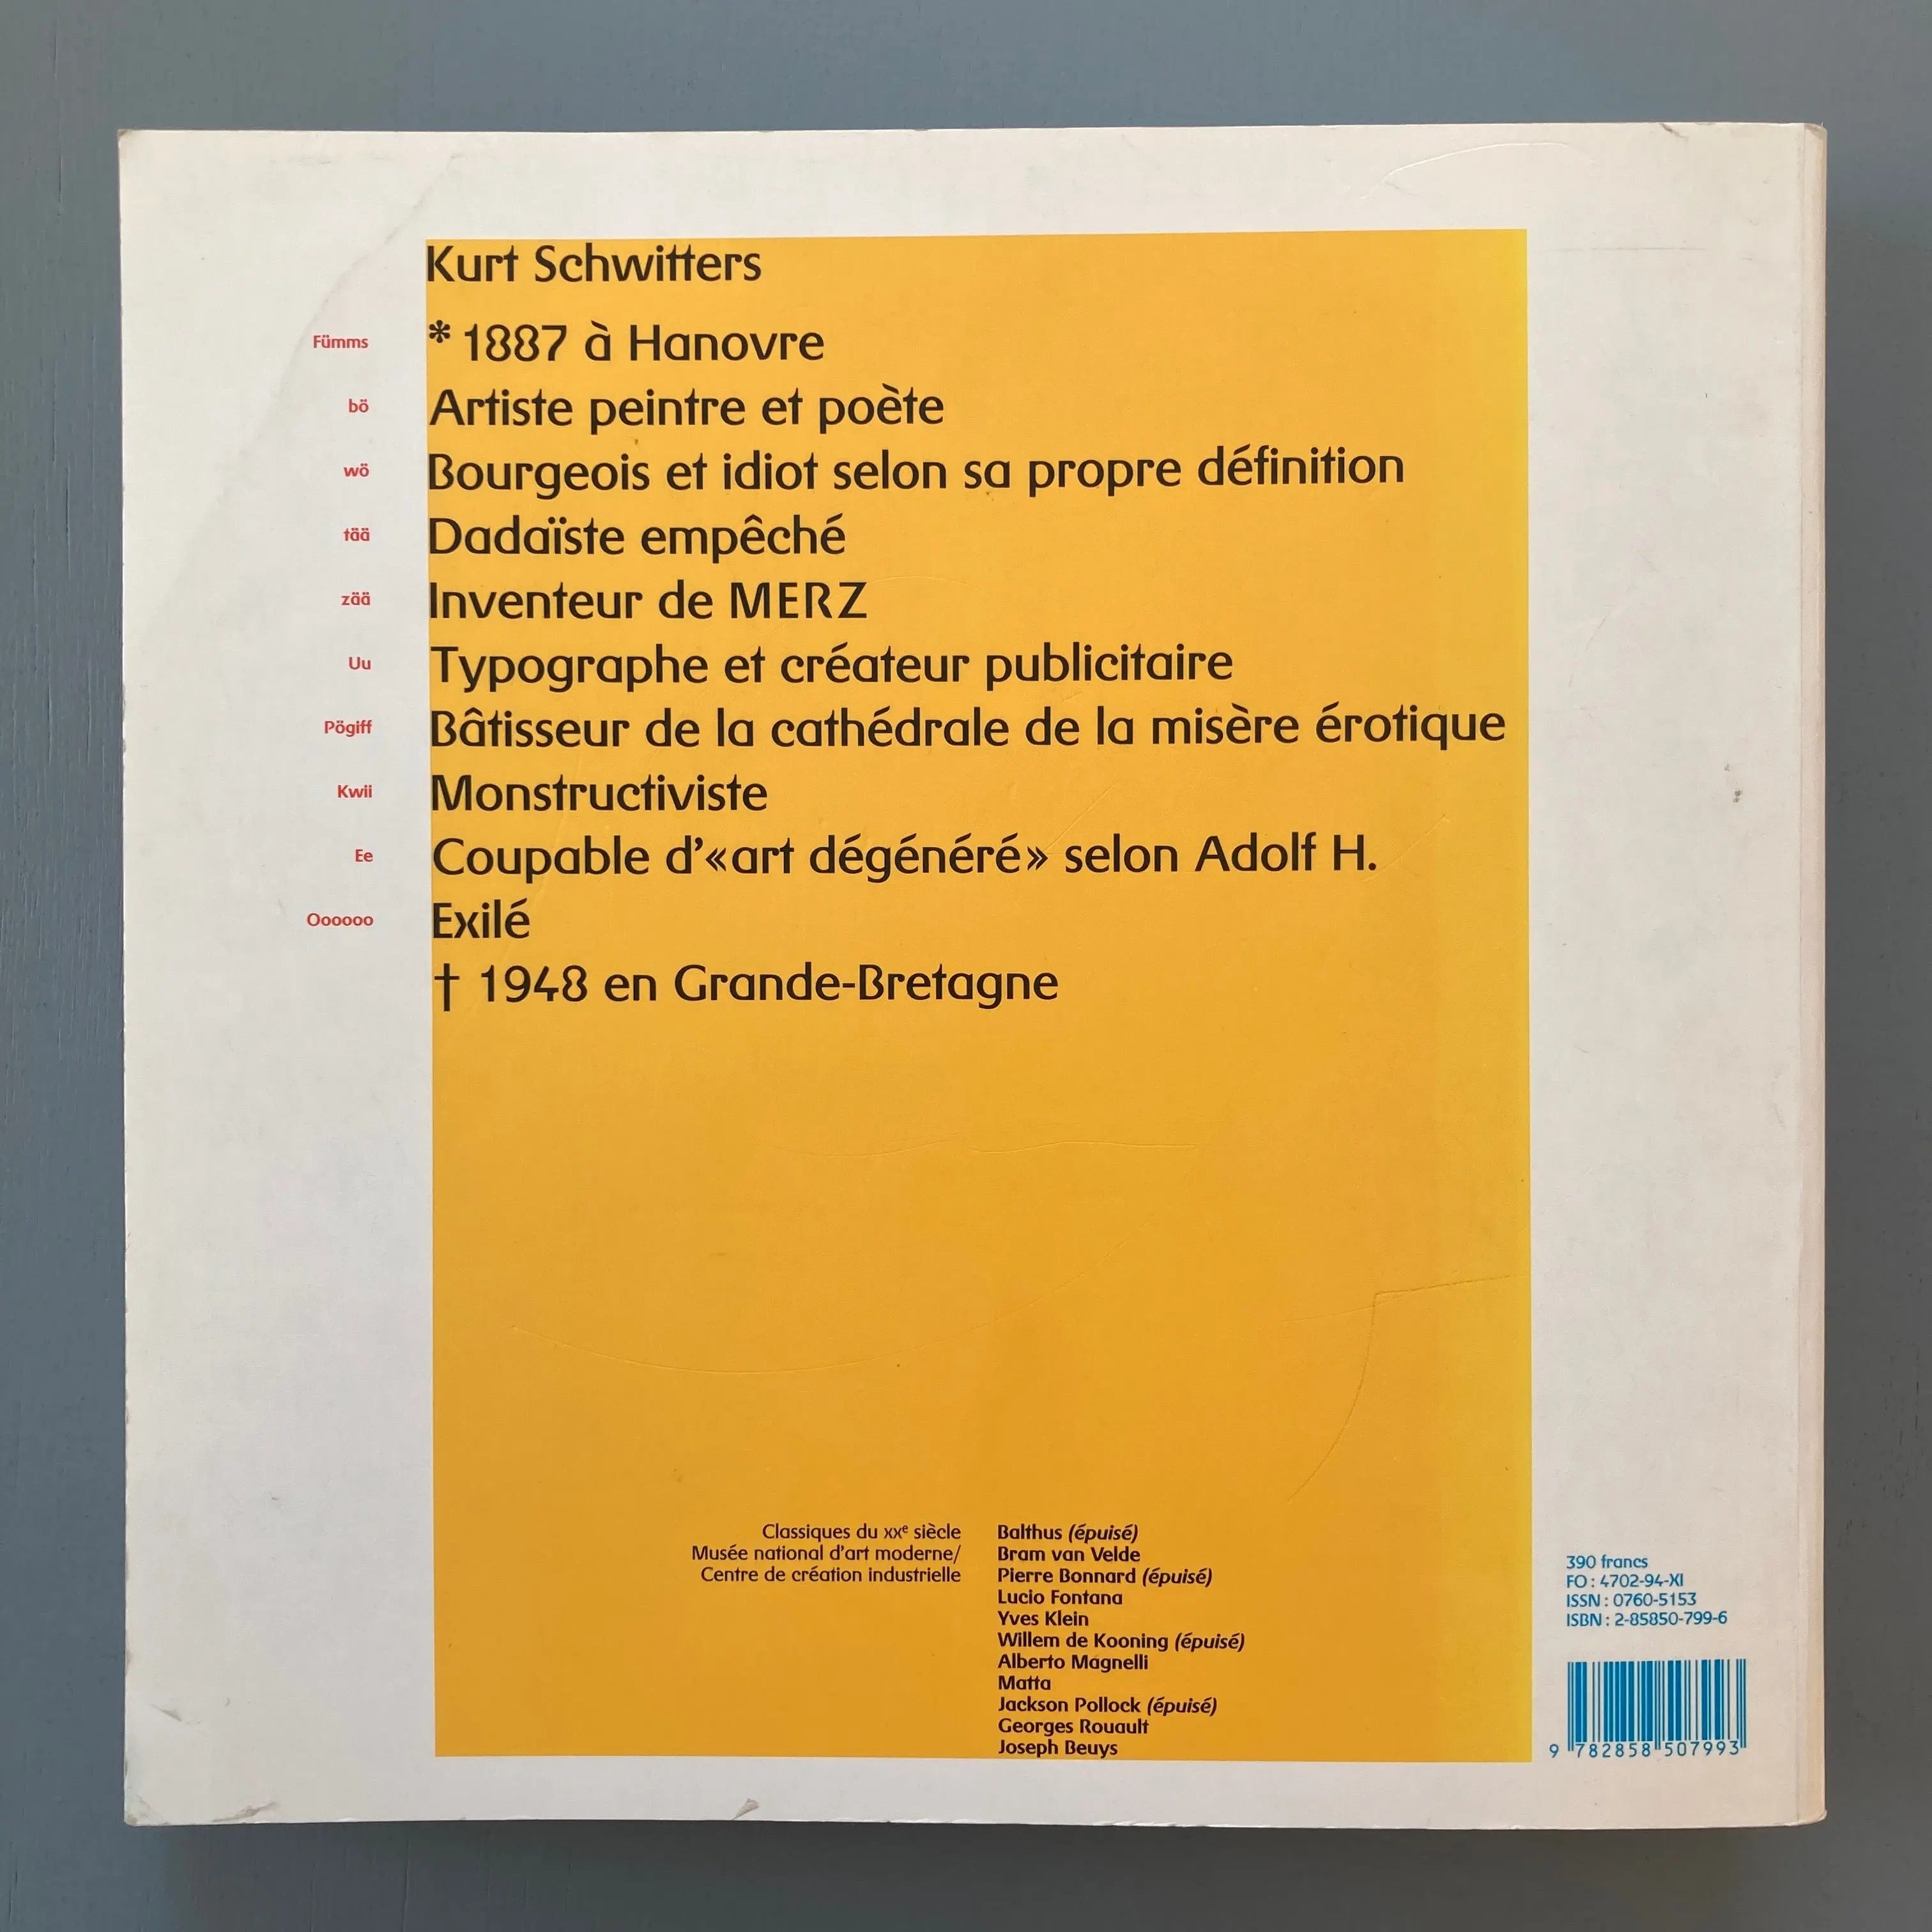 Kurt Schwitters
Fümms * 1887 à Hanovre
bö Artiste peintre et poète
wö Bourgeois et idiot selon sa propre définition
tää Dadaïste empêché
zää Inventeur de MERZ
Uu Typographe et créateur publicitaire
Pögiff Bâtisseur de la cathédrale de la misère érotique
Kwii Monstructiviste
Ee Coupable d'«art dégénéré» selon Adolf H.
Oooooo Exilé
† 1948 en Grande-Bretagne
Classiques du XXe siècle
Musée national d'art moderne/
Centre de création industrielle
Balthus (épuisé)
Bram van Velde
Pierre Bonnard (épuisé)
Lucio Fontana
Yves Klein
Willem de Kooning (épuisé)
Alberto Magnelli
Matta
Jackson Pollock (épuisé)
Georges Rouault
Joseph Beuys
390 francs
FO : 4702-94-XI
ISSN : 0760-5153
ISBN : 2-85850-799-6
9 782858 507993